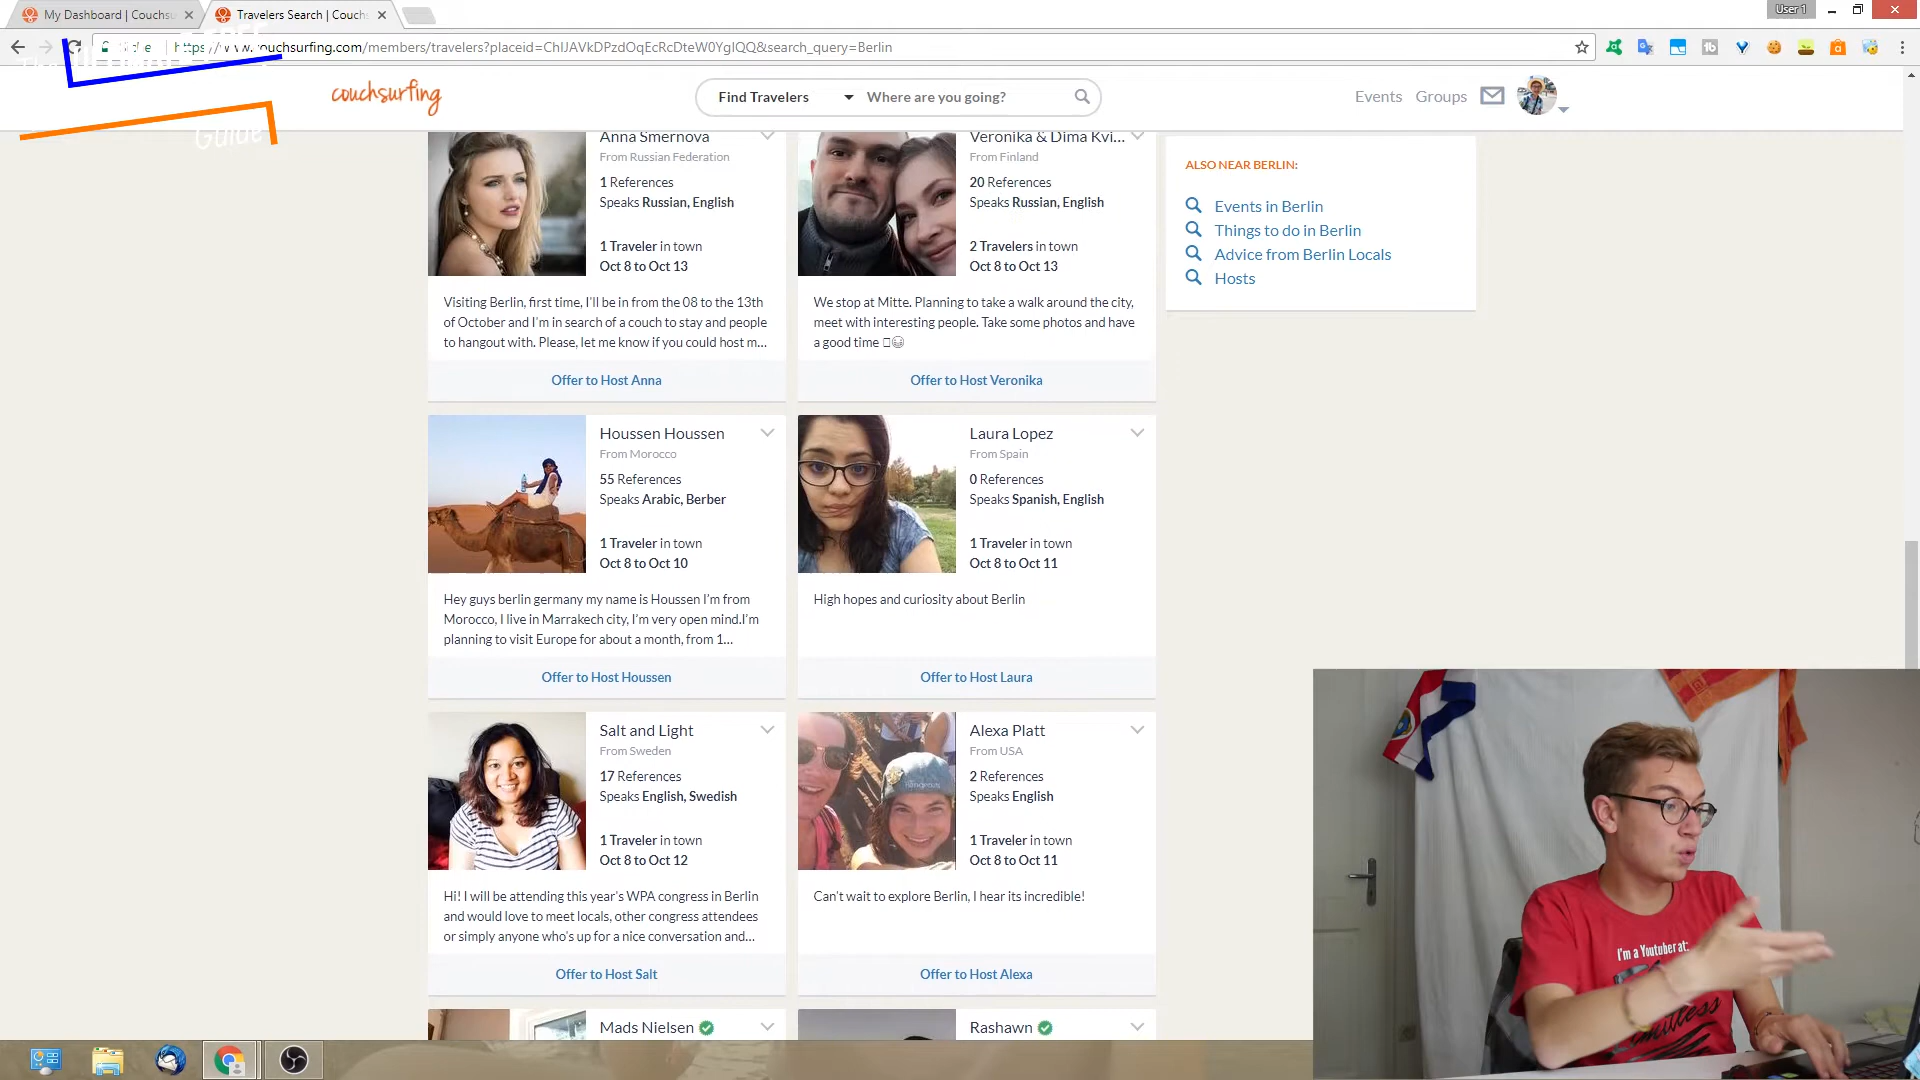 My Dashboard | Couchsu
Travelers Search | Couch
User 1
https://www.couchsurfing.com/members/travelers?placeid=ChIJAVkDPzdOqEcRcDteW0YgIQQ&search_query=Berlin
Guide
couchsurfing
Find Travelers
Where are you going?
Events
Groups
Anna Smernova
From Russian Federation
1 References
Speaks Russian, English
1 Traveler in town
Oct 8 to Oct 13
Visiting Berlin, first time, I'll be in from the 08 to the 13th
of October and I'm in search of a couch to stay and people
to hangout with. Please, let me know if you could host m...
Offer to Host Anna
Veronika & Dima Kvi...
From Finland
20 References
Speaks Russian, English
2 Travelers in town
Oct 8 to Oct 13
We stop at Mitte. Planning to take a walk around the city,
meet with interesting people. Take some photos and have
a good time
Offer to Host Veronika
ALSO NEAR BERLIN:
Events in Berlin
Things to do in Berlin
Advice from Berlin Locals
Hosts
Houssen Houssen
From Morocco
55 References
Speaks Arabic, Berber
1 Traveler in town
Oct 8 to Oct 10
Hey guys berlin germany my name is Houssen I'm from
Morocco, I live in Marrakech city, I'm very open mind.I'm
planning to visit Europe for about a month, from 1...
Offer to Host Houssen
Laura Lopez
From Spain
0 References
Speaks Spanish, English
1 Traveler in town
Oct 8 to Oct 11
High hopes and curiosity about Berlin
Offer to Host Laura
Salt and Light
From Sweden
17 References
Speaks English, Swedish
1 Traveler in town
Oct 8 to Oct 12
Hi! I will be attending this year's WPA congress in Berlin
and would love to meet locals, other congress attendees
or simply anyone who's up for a nice conversation and...
Offer to Host Salt
Alexa Platt
From USA
2 References
Speaks English
1 Traveler in town
Oct 8 to Oct 11
Can't wait to explore Berlin, I hear its incredible!
Offer to Host Alexa
Mads Nielsen
Rashawn
I'm a Youtuber at: